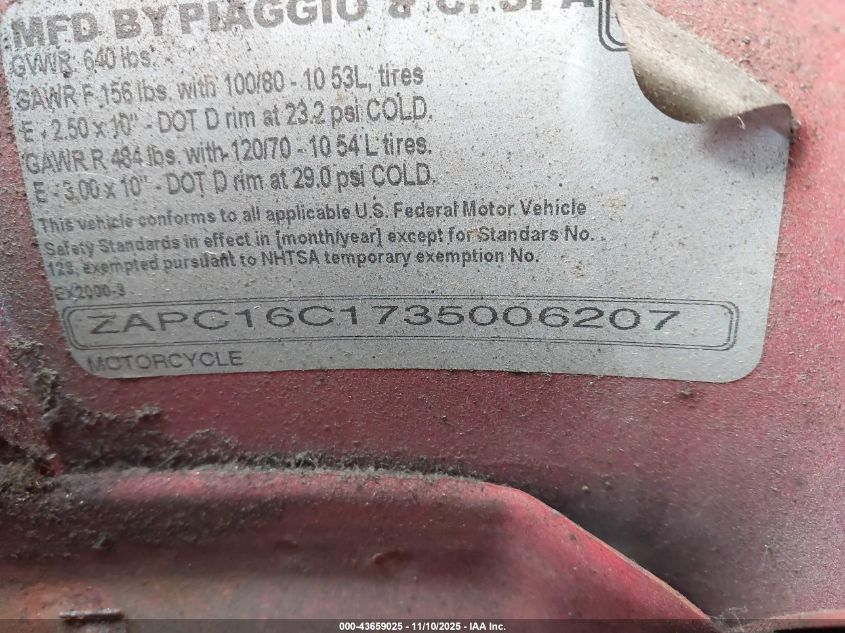 MFD BY PIAGGIO & C. SPA
GVWR 640 lbs.
GAWR F 156 lbs. with 100/80 - 10 53L, tires
E - 2.50 x 10" - DOT D rim at 23.2 psi COLD.
GAWR R 484 lbs. with 120/70 - 10 54 L tires.
E - 3.00 x 10" - DOT D rim at 29.0 psi COLD.
This vehicle conforms to all applicable U.S. Federal Motor Vehicle
Safety Standards in effect in [month/year] except for Standars No.
123, exempted pursuant to NHTSA temporary exemption No.
EX2000-3
ZAPC16C1735006207
MOTORCYCLE
000-43659025 - 11/10/2025 - IAA Inc.